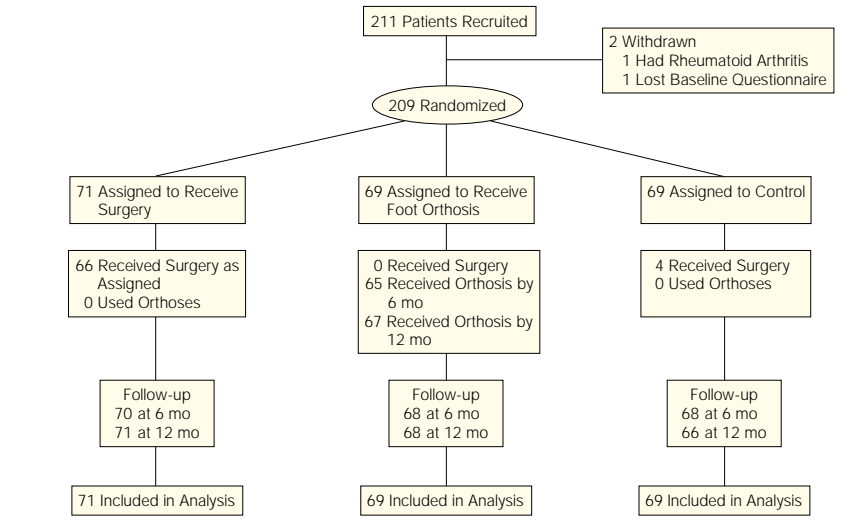 211 Patients Recruited
2 Withdrawn
1 Had Rheumatoid Arthritis
1 Lost Baseline Questionnaire
209 Randomized
71 Assigned to Receive
Surgery
69 Assigned to Receive
Foot Orthosis
69 Assigned to Control
66 Received Surgery as
Assigned
0 Used Orthoses
0 Received Surgery
65 Received Orthosis by
6 mo
67 Received Orthosis by
12 mo
4 Received Surgery
0 Used Orthoses
Follow-up
70 at 6 mo
71 at 12 mo
Follow-up
68 at 6 mo
68 at 12 mo
Follow-up
68 at 6 mo
66 at 12 mo
71 Included in Analysis
69 Included in Analysis
69 Included in Analysis